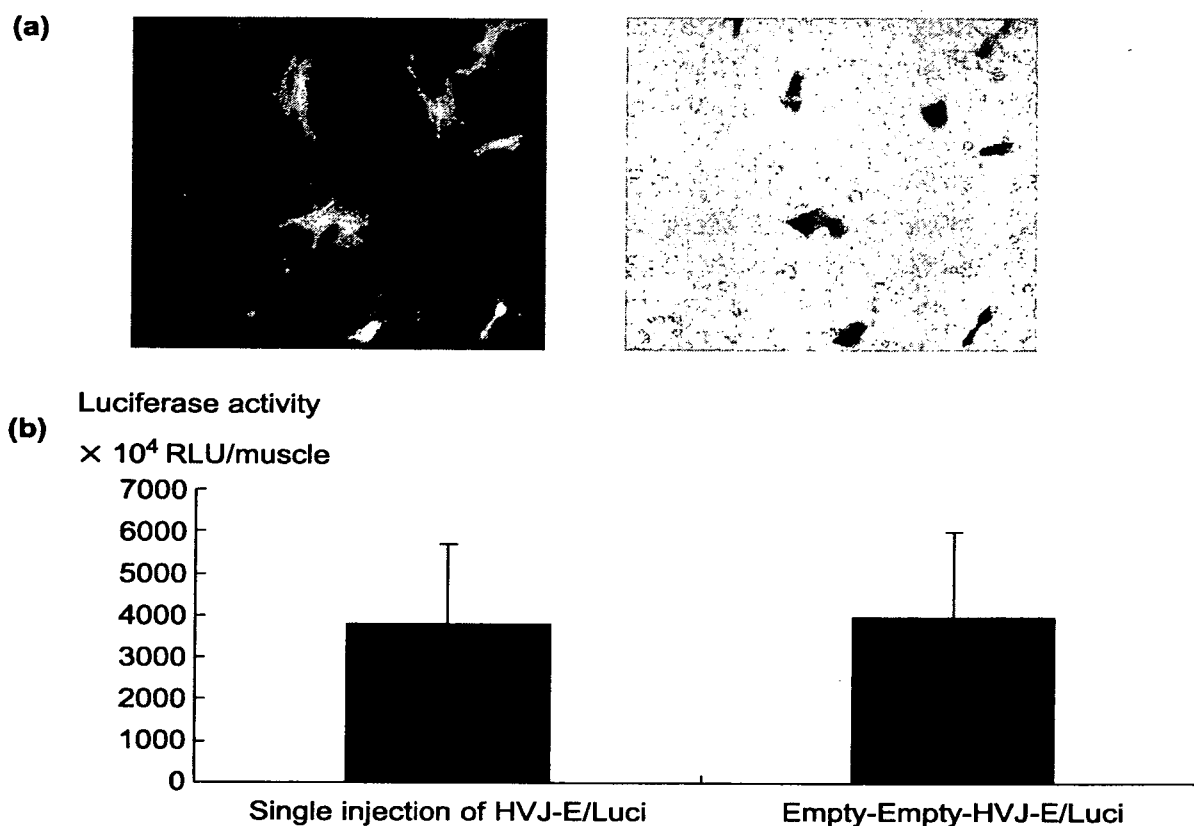 (a)
Luciferase activity
(b)
× 10⁴ RLU/muscle
7000
6000
5000
4000
3000
2000
1000
0
Single injection of HVJ-E/Luci
Empty-Empty-HVJ-E/Luci